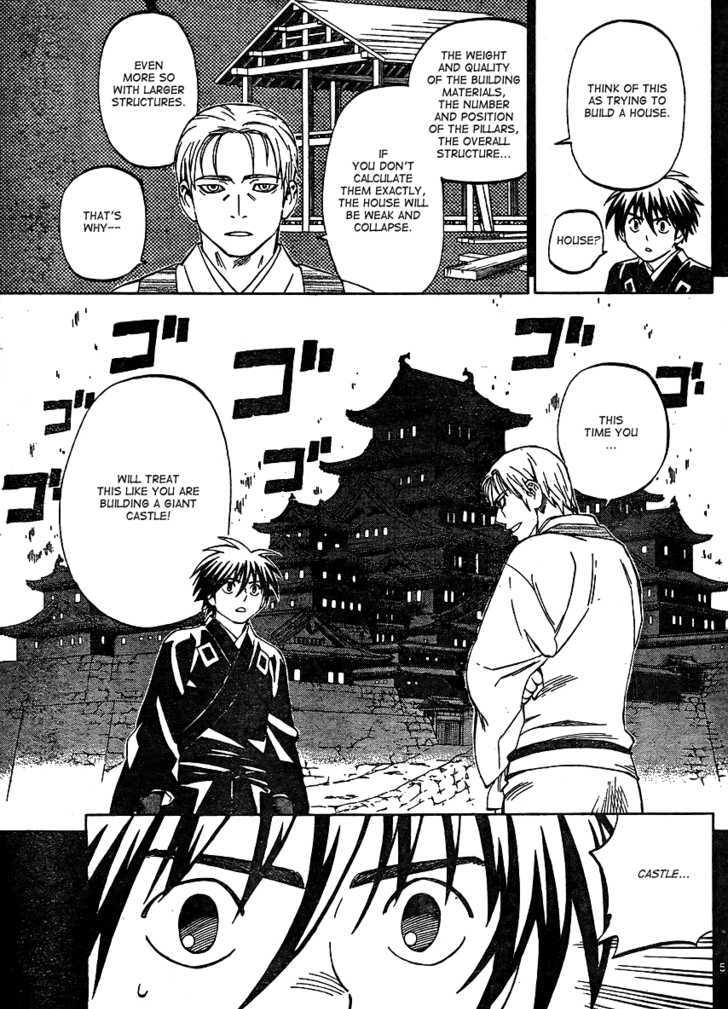 THINK OF THIS
AS TRYING TO
BUILD A HOUSE.
HOUSE?
THE WEIGHT
AND QUALITY
OF THE BUILDING
MATERIALS,
THE NUMBER
AND POSITION
OF THE PILLARS,
THE OVERALL
STRUCTURE...
IF
YOU DON'T
CALCULATE
THEM EXACTLY,
THE HOUSE WILL
BE WEAK AND
COLLAPSE.
EVEN
MORE SO
WITH LARGER
STRUCTURES.
THAT'S
WHY--
ゴ
ゴ
ゴ
ゴ
THIS
TIME YOU
...
ゴ
ゴ
ゴ
ゴ
WILL TREAT
THIS LIKE YOU ARE
BUILDING A GIANT
CASTLE!
CASTLE...
5